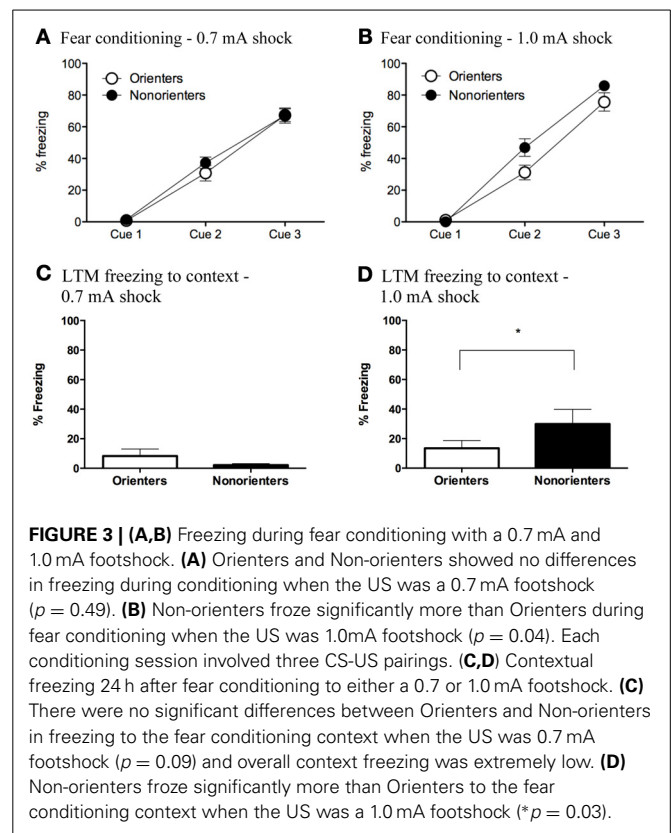 A Fear conditioning - 0.7 mA shock
100
80
60
40
20
0
% freezing
Orienters
Nonorienters
Cue 1 Cue 2 Cue 3
B Fear conditioning - 1.0 mA shock
100
80
60
40
20
0
% freezing
Orienters
Nonorienters
Cue 1 Cue 2 Cue 3
C LTM freezing to context -
0.7 mA shock
100
80
60
40
20
0
% Freezing
Orienters Nonorienters
D LTM freezing to context -
1.0 mA shock
100
80
60
40
20
0
% Freezing
*
Orienters Nonorienters
FIGURE 3 | (A,B) Freezing during fear conditioning with a 0.7 mA and
1.0 mA footshock. (A) Orienters and Non-orienters showed no differences
in freezing during conditioning when the US was a 0.7 mA footshock
(p = 0.49). (B) Non-orienters froze significantly more than Orienters during
fear conditioning when the US was 1.0mA footshock (p = 0.04). Each
conditioning session involved three CS-US pairings. (C,D) Contextual
freezing 24 h after fear conditioning to either a 0.7 or 1.0 mA footshock. (C)
There were no significant differences between Orienters and Non-orienters
in freezing to the fear conditioning context when the US was 0.7 mA
footshock (p = 0.09) and overall context freezing was extremely low. (D)
Non-orienters froze significantly more than Orienters to the fear
conditioning context when the US was a 1.0 mA footshock (*p = 0.03).